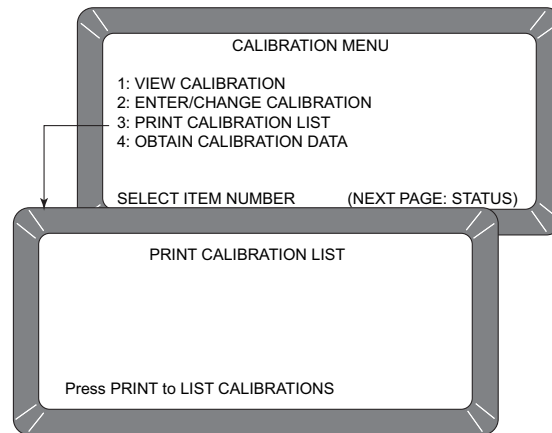 CALIBRATION MENU
1: VIEW CALIBRATION
2: ENTER/CHANGE CALIBRATION
3: PRINT CALIBRATION LIST
4: OBTAIN CALIBRATION DATA
SELECT ITEM NUMBER (NEXT PAGE: STATUS)
PRINT CALIBRATION LIST
Press PRINT to LIST CALIBRATIONS